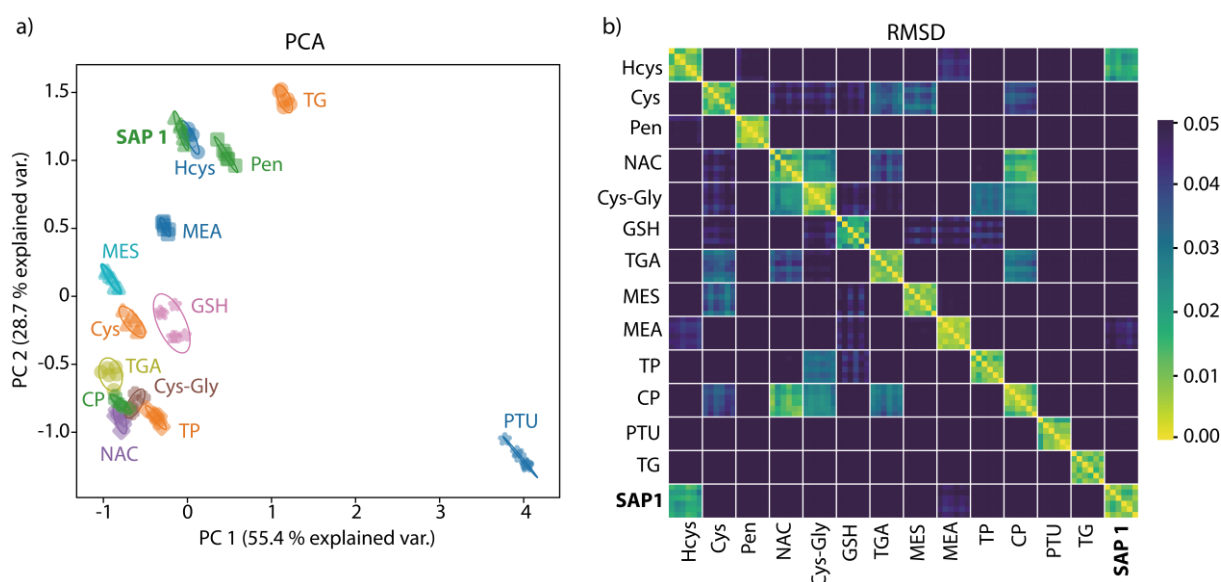 a)
PCA
PC 2 (28.7 % explained var.)
1.5
1.0
0.5
0
-0.5
-1.0
-1
0
1
2
3
4
PC 1 (55.4 % explained var.)
TG
SAP 1
Hcys
Pen
MEA
MES
GSH
Cys
TGA
Cys-Gly
CP
TP
NAC
PTU
b)
RMSD
Hcys
Cys
Pen
NAC
Cys-Gly
GSH
TGA
MES
MEA
TP
CP
PTU
TG
SAP1
Hcys
Cys
Pen
NAC
Cys-Gly
GSH
TGA
MES
MEA
TP
CP
PTU
TG
SAP 1
0.05
0.04
0.03
0.02
0.01
0.00